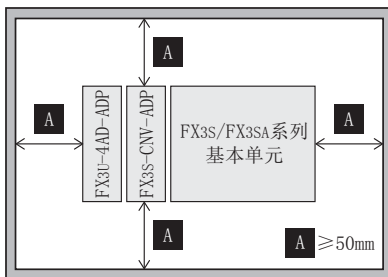 A
A
FX3U-4AD-ADP
FX3S-CNV-ADP
FX3S/FX3SA系列
基本单元
A
A
A ≥50mm